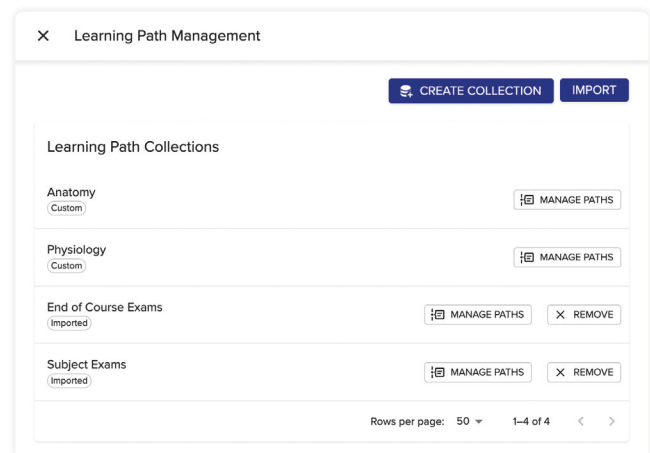 Learning Path Management
CREATE COLLECTION IMPORT
Learning Path Collections
Anatomy
Custom
MANAGE PATHS
Physiology
Custom
MANAGE PATHS
End of Course Exams
Imported
MANAGE PATHS REMOVE
Subject Exams
Imported
MANAGE PATHS REMOVE
Rows per page: 50 1–4 of 4